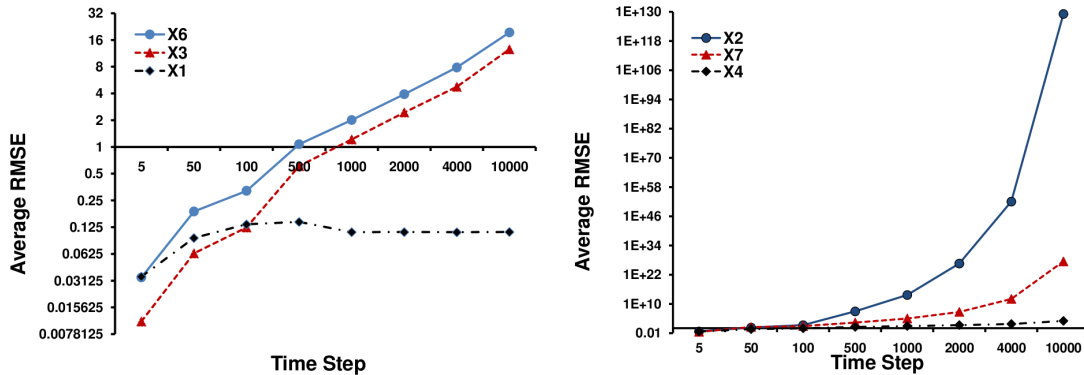 32
16
8
4
2
1
0.5
0.25
0.125
0.0625
0.03125
0.015625
0.0078125
Average RMSE
X6
X3
X1
5 50 100 500 1000 2000 4000 10000
Time Step
1E+130
1E+118
1E+106
1E+94
1E+82
1E+70
1E+58
1E+46
1E+34
1E+22
1E+10
0.01
Average RMSE
X2
X7
X4
5 50 100 500 1000 2000 4000 10000
Time Step